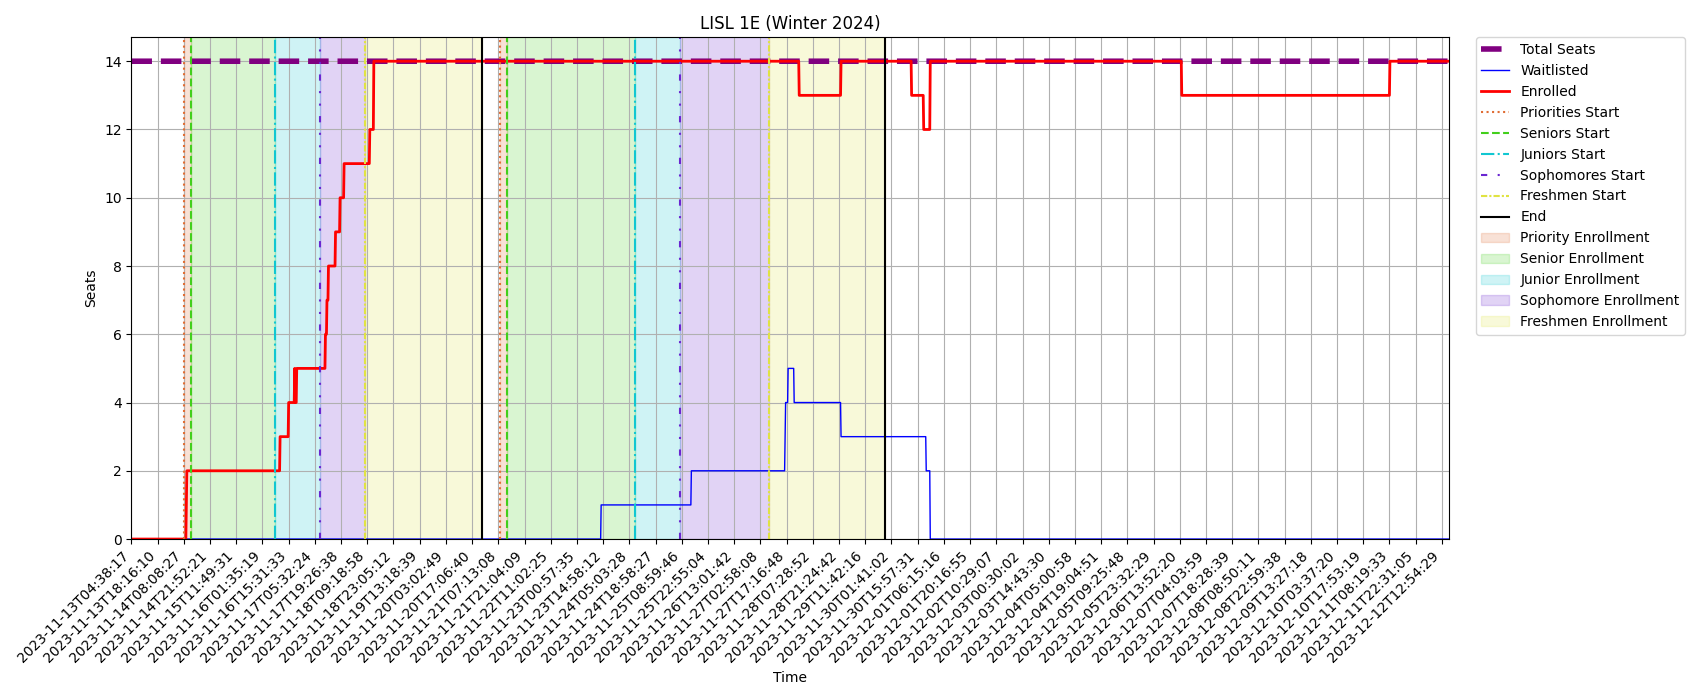 LISL 1E (Winter 2024)
Seats
14
12
10
8
6
4
2
0
2023-11-13T04:38:17
2023-11-13T18:16:10
2023-11-14T08:08:27
2023-11-14T21:52:21
2023-11-15T11:49:31
2023-11-16T01:35:19
2023-11-16T15:31:33
2023-11-17T05:32:24
2023-11-17T19:26:38
2023-11-18T09:18:58
2023-11-18T23:05:12
2023-11-19T13:18:39
2023-11-20T03:02:49
2023-11-20T17:06:40
2023-11-21T07:13:08
2023-11-21T21:04:09
2023-11-22T11:02:25
2023-11-23T00:57:35
2023-11-23T14:58:12
2023-11-24T05:03:28
2023-11-24T18:58:27
2023-11-25T08:59:46
2023-11-25T22:55:04
2023-11-26T13:01:42
2023-11-27T02:58:08
2023-11-27T17:16:48
2023-11-28T07:28:52
2023-11-28T21:24:42
2023-11-29T11:42:16
2023-11-30T01:41:02
2023-11-30T15:57:31
2023-12-01T06:15:16
2023-12-01T20:16:55
2023-12-02T10:29:07
2023-12-03T00:30:02
2023-12-03T14:43:30
2023-12-04T05:00:58
2023-12-04T19:04:51
2023-12-05T09:25:48
2023-12-05T23:32:29
2023-12-06T13:52:20
2023-12-07T04:03:59
2023-12-07T18:28:39
2023-12-08T08:50:11
2023-12-08T22:59:38
2023-12-09T13:27:18
2023-12-10T03:37:20
2023-12-10T17:53:19
2023-12-11T08:19:33
2023-12-11T22:31:05
2023-12-12T12:54:29
Time
Total Seats
Waitlisted
Enrolled
Priorities Start
Seniors Start
Juniors Start
Sophomores Start
Freshmen Start
End
Priority Enrollment
Senior Enrollment
Junior Enrollment
Sophomore Enrollment
Freshmen Enrollment